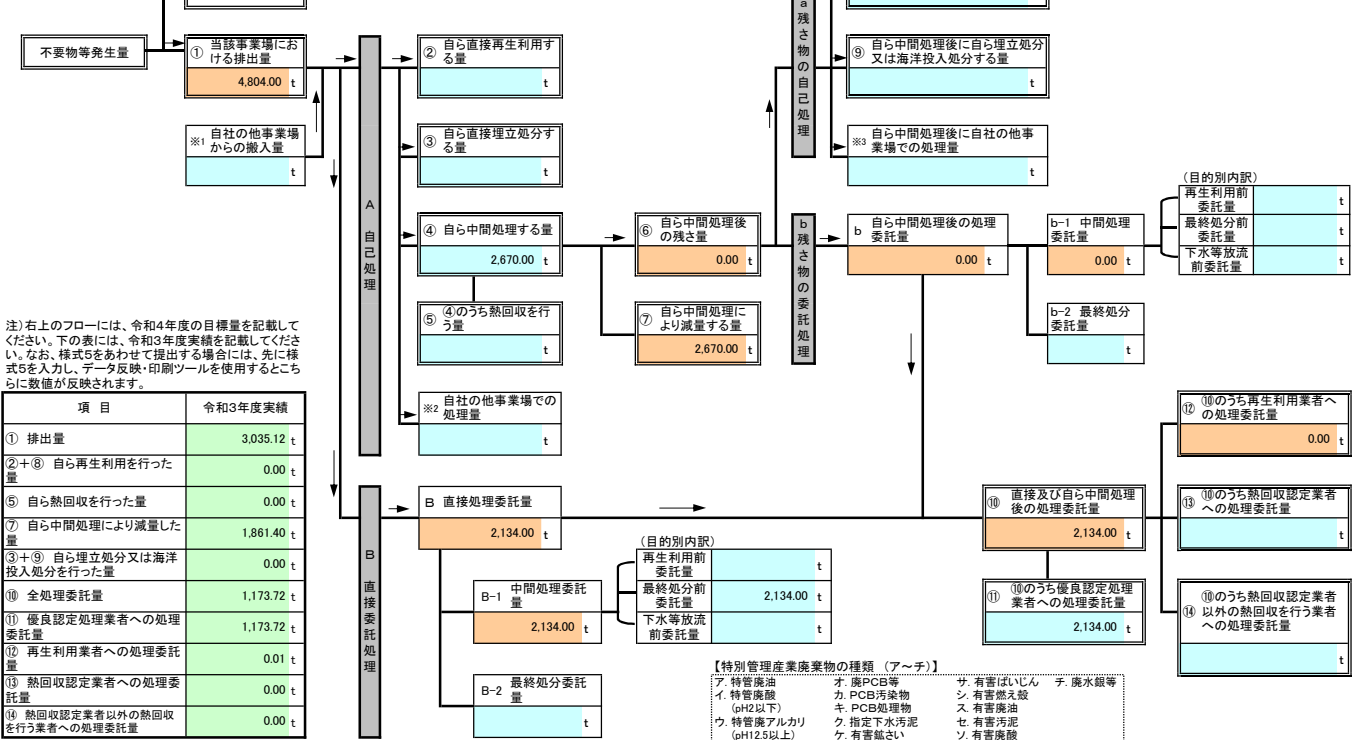 不要物等発生量
① 当該事業場にお
ける排出量
4,804.00 t
※1 自社の他事業場
からの搬入量
t
A 自己処理
② 自ら直接再生利用す
る量
t
③ 自ら直接埋立処分す
る量
t
④ 自ら中間処理する量
2,670.00 t
⑤ ④のうち熱回収を行
う量
t
※2 自社の他事業場での
処理量
t
⑥ 自ら中間処理後
の残さ量
0.00 t
⑦ 自ら中間処理に
より減量する量
2,670.00 t
a 残さ物の自己処理
⑨ 自ら中間処理後に自ら埋立処分
又は海洋投入処分する量
t
※3 自ら中間処理後に自社の他事
業場での処理量
t
b 残さ物の委託処理
b 自ら中間処理後の処理
委託量
0.00 t
b-1 中間処理
委託量
0.00 t
b-2 最終処分
委託量
t
(目的別内訳)
再生利用前
委託量 t
最終処分前
委託量 t
下水等放流
前委託量 t
注)右上のフローには、令和4年度の目標量を記載して
ください。下の表には、令和3年度実績を記載してくださ
い。なお、様式5をあわせて提出する場合には、先に様
式5を入力し、データ反映・印刷ツールを使用するとこち
らに数値が反映されます。
項 目 令和3年度実績
① 排出量 3,035.12 t
②+⑧ 自ら再生利用を行った
量 0.00 t
⑤ 自ら熱回収を行った量 0.00 t
⑦ 自ら中間処理により減量した
量 1,861.40 t
③+⑨ 自ら埋立処分又は海洋
投入処分を行った量 0.00 t
⑩ 全処理委託量 1,173.72 t
⑪ 優良認定処理業者への処理
委託量 1,173.72 t
⑫ 再生利用業者への処理委託
量 0.01 t
⑬ 熱回収認定業者への処理委
託量 0.00 t
⑭ 熱回収認定業者以外の熱回収
を行う業者への処理委託量 0.00 t
B 直接委託処理
B 直接処理委託量
2,134.00 t
B-1 中間処理委託
量
2,134.00 t
B-2 最終処分委託
量
t
(目的別内訳)
再生利用前
委託量 t
最終処分前
委託量 2,134.00 t
下水等放流
前委託量 t
⑩ 直接及び自ら中間処理
後の処理委託量
2,134.00 t
⑪ ⑩のうち優良認定処理
業者への処理委託量
2,134.00 t
⑫ ⑩のうち再生利用業者へ
の処理委託量
0.00 t
⑬ ⑩のうち熱回収認定業者
への処理委託量
t
⑭ ⑩のうち熱回収認定業者
以外の熱回収を行う業者
への処理委託量
t
【特別管理産業廃棄物の種類 (ア~チ)】
ア. 特管廃油 オ. 廃PCB等 サ. 有害ばいじん チ. 廃水銀等
イ. 特管廃酸 カ. PCB汚染物 シ. 有害燃え殻
(pH2以下) キ. PCB処理物 ス. 有害廃油
ウ. 特管廃アルカリ ク. 指定下水汚泥 セ. 有害汚泥
(pH12.5以上) ケ. 有害鉱さい ソ. 有害廃酸